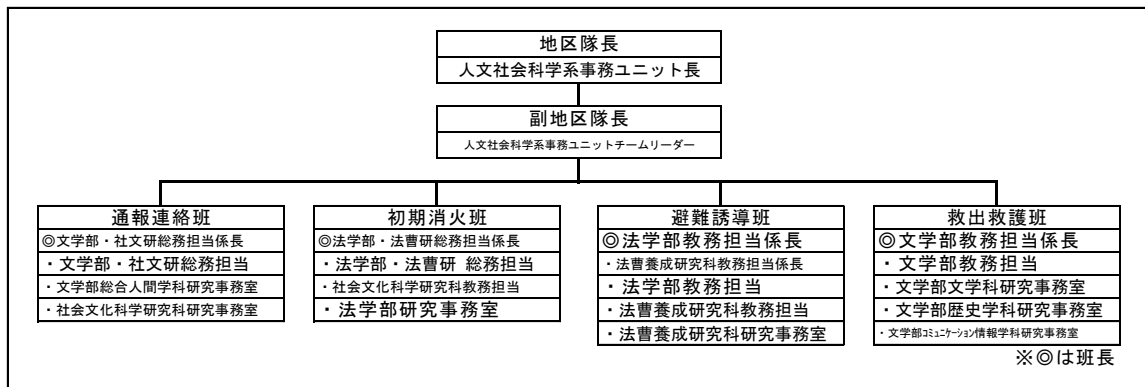 地区隊長
人文社会科学系事務ユニット長
副地区隊長
人文社会科学系事務ユニットチームリーダー
通報連絡班
◎文学部・社文研総務担当係長
・文学部・社文研総務担当
・文学部総合人間学科研究事務室
・社会文化科学研究科研究事務室
初期消火班
◎法学部・法曹研総務担当係長
・法学部・法曹研 総務担当
・社会文化科学研究科教務担当
・法学部研究事務室
避難誘導班
◎法学部教務担当係長
・法曹養成研究科教務担当係長
・法学部教務担当
・法曹養成研究科教務担当
・法曹養成研究科研究事務室
救出救護班
◎文学部教務担当係長
・文学部教務担当
・文学部文学科研究事務室
・文学部歴史学科研究事務室
・文学部ｺﾐｭﾆｹｰｼｮﾝ情報学科研究事務室
※◎は班長